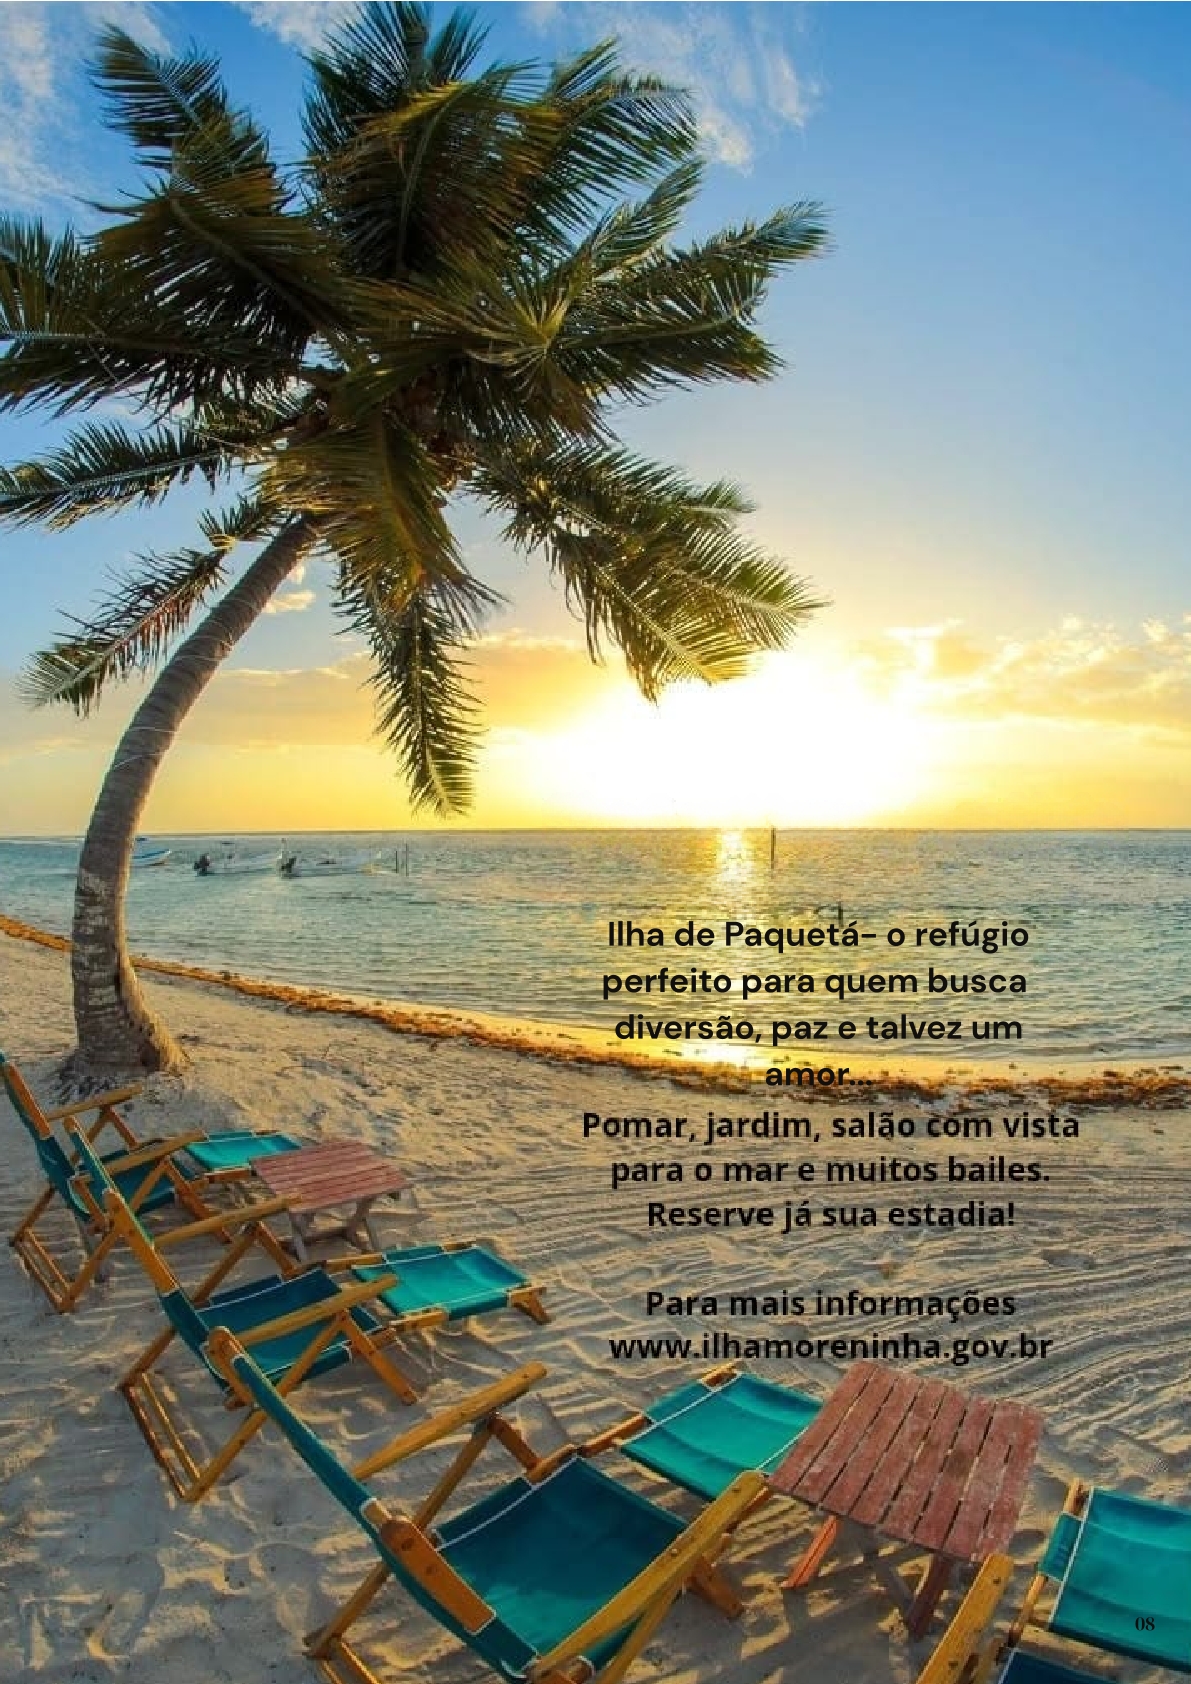 Ilha de Paquetá- o refúgio
perfeito para quem busca
diversão, paz e talvez um
amor...
Pomar, jardim, salão com vista
para o mar e muitos bailes.
Reserve já sua estadia!
Para mais informações
www.ilhamoreninha.gov.br
08